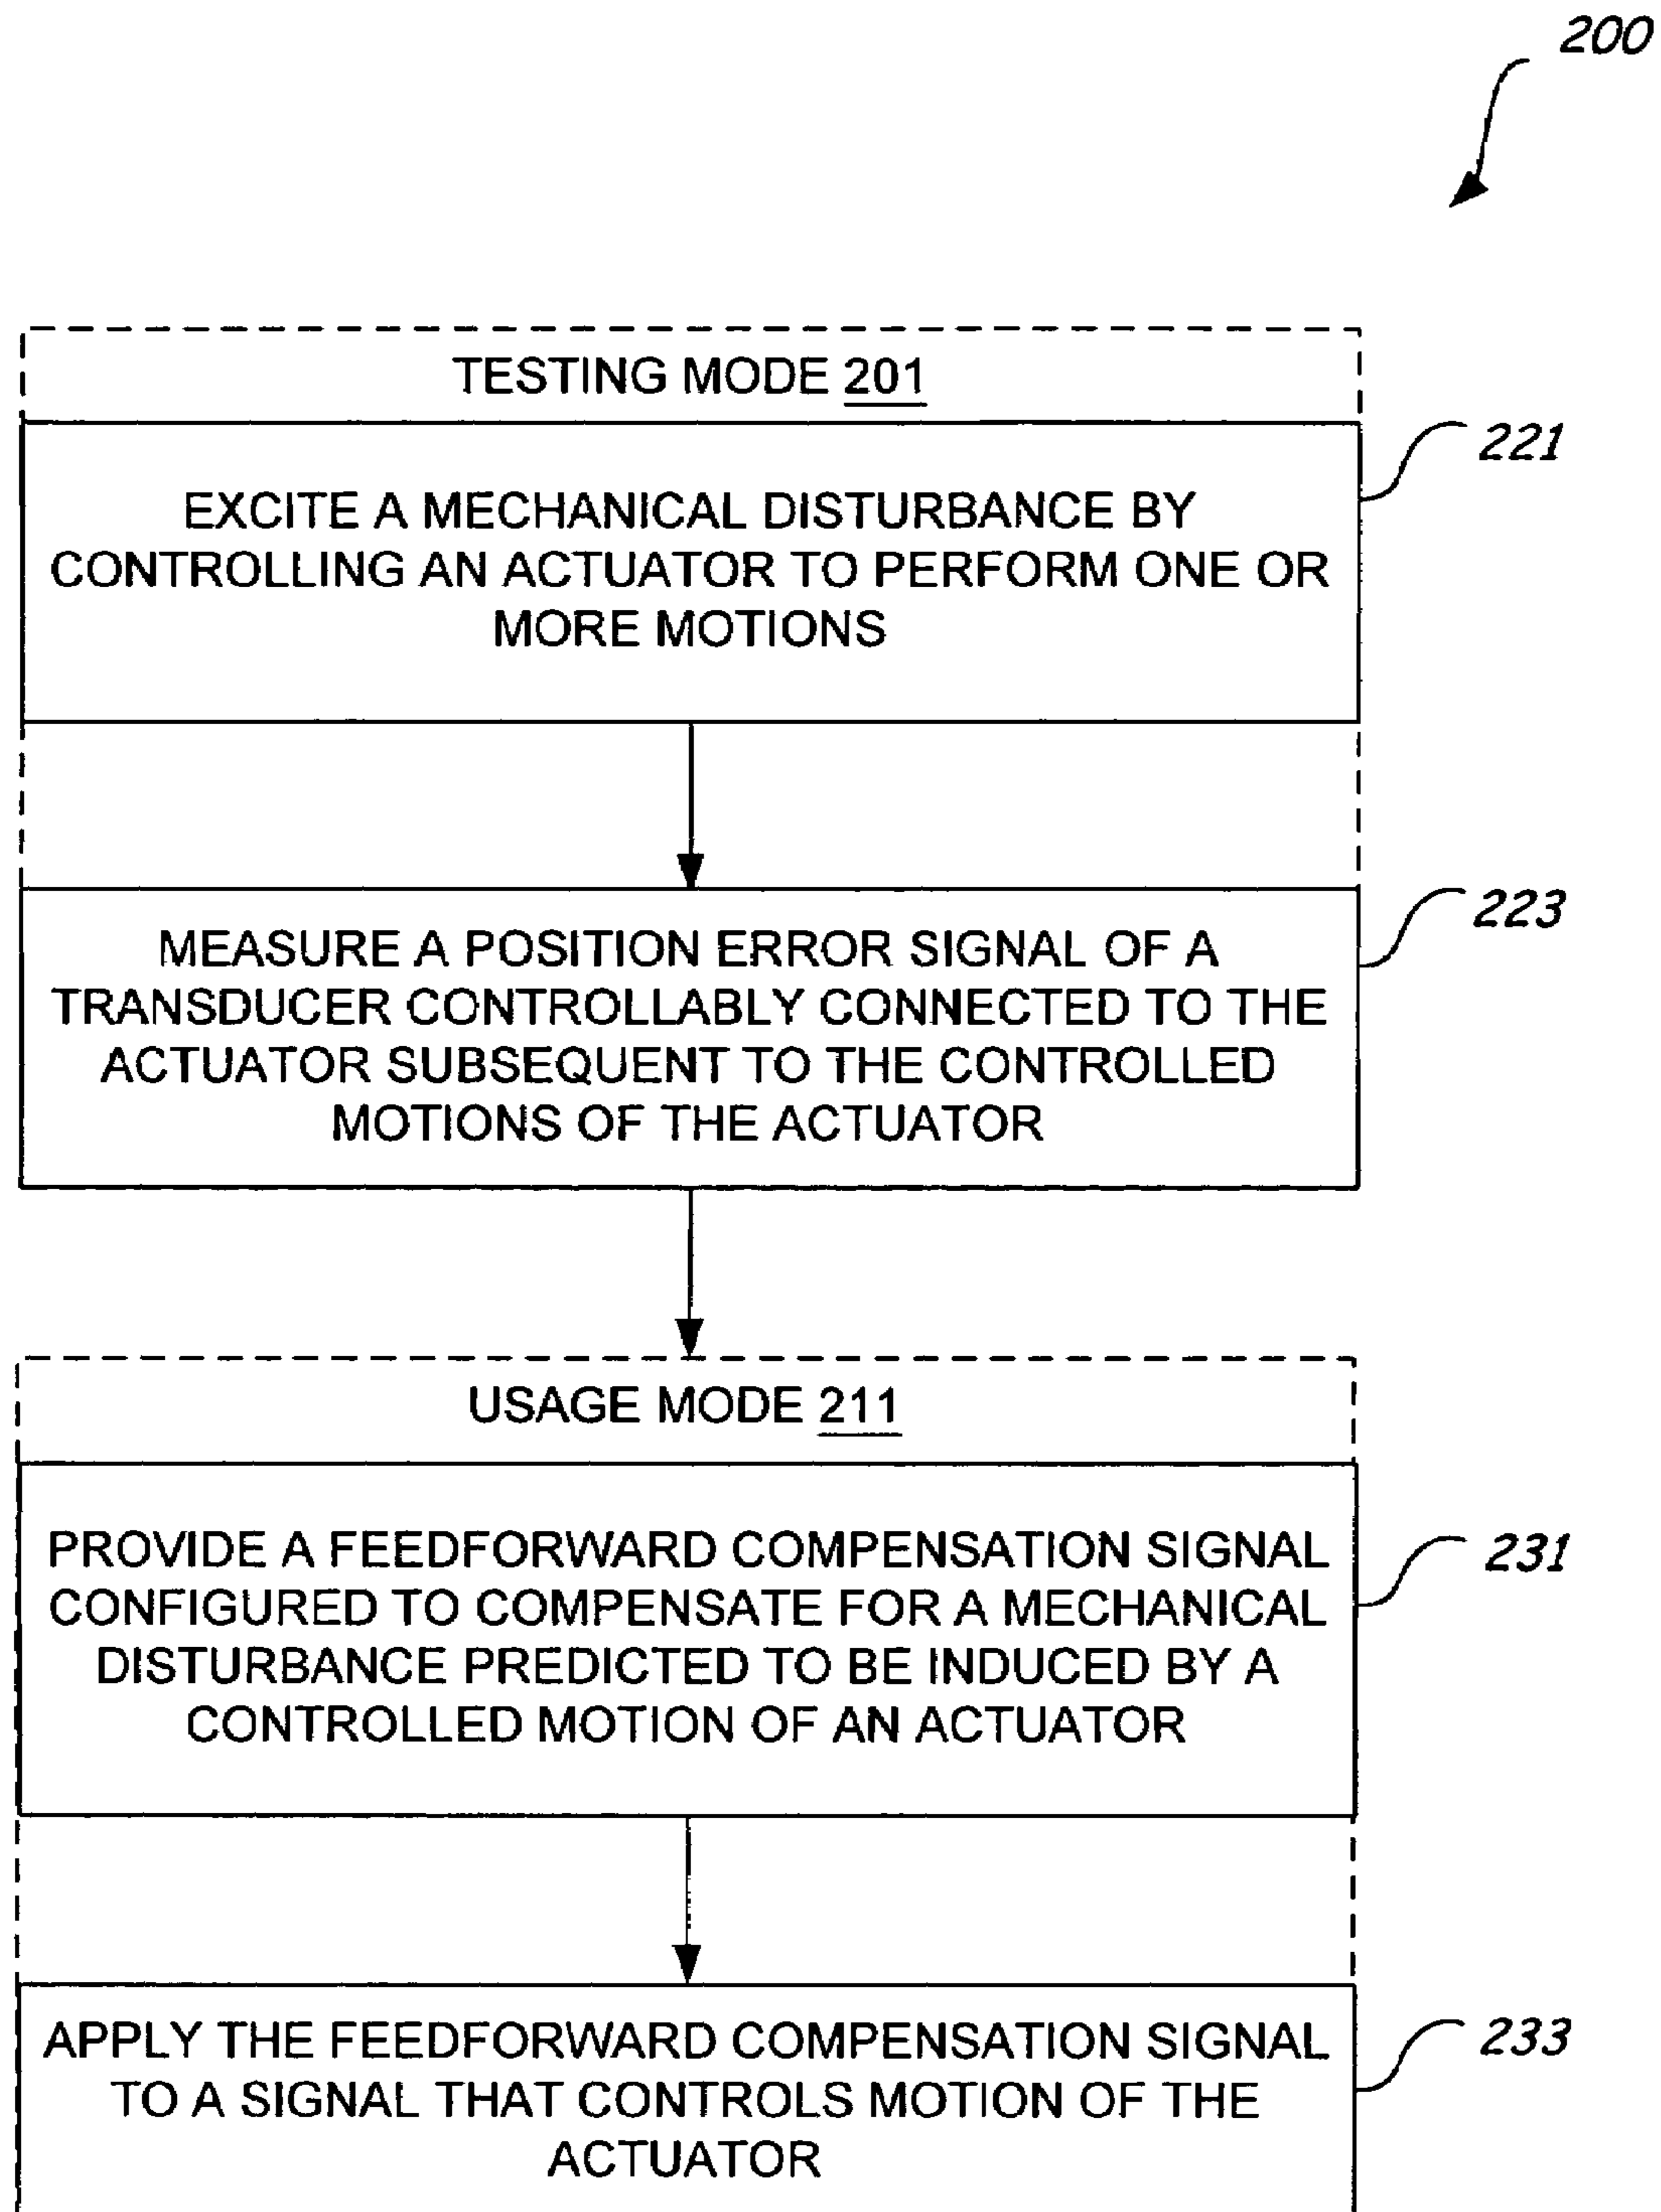 200
TESTING MODE 201
221
EXCITE A MECHANICAL DISTURBANCE BY
CONTROLLING AN ACTUATOR TO PERFORM ONE OR
MORE MOTIONS
223
MEASURE A POSITION ERROR SIGNAL OF A
TRANSDUCER CONTROLLABLY CONNECTED TO THE
ACTUATOR SUBSEQUENT TO THE CONTROLLED
MOTIONS OF THE ACTUATOR
USAGE MODE 211
231
PROVIDE A FEEDFORWARD COMPENSATION SIGNAL
CONFIGURED TO COMPENSATE FOR A MECHANICAL
DISTURBANCE PREDICTED TO BE INDUCED BY A
CONTROLLED MOTION OF AN ACTUATOR
233
APPLY THE FEEDFORWARD COMPENSATION SIGNAL
TO A SIGNAL THAT CONTROLS MOTION OF THE
ACTUATOR